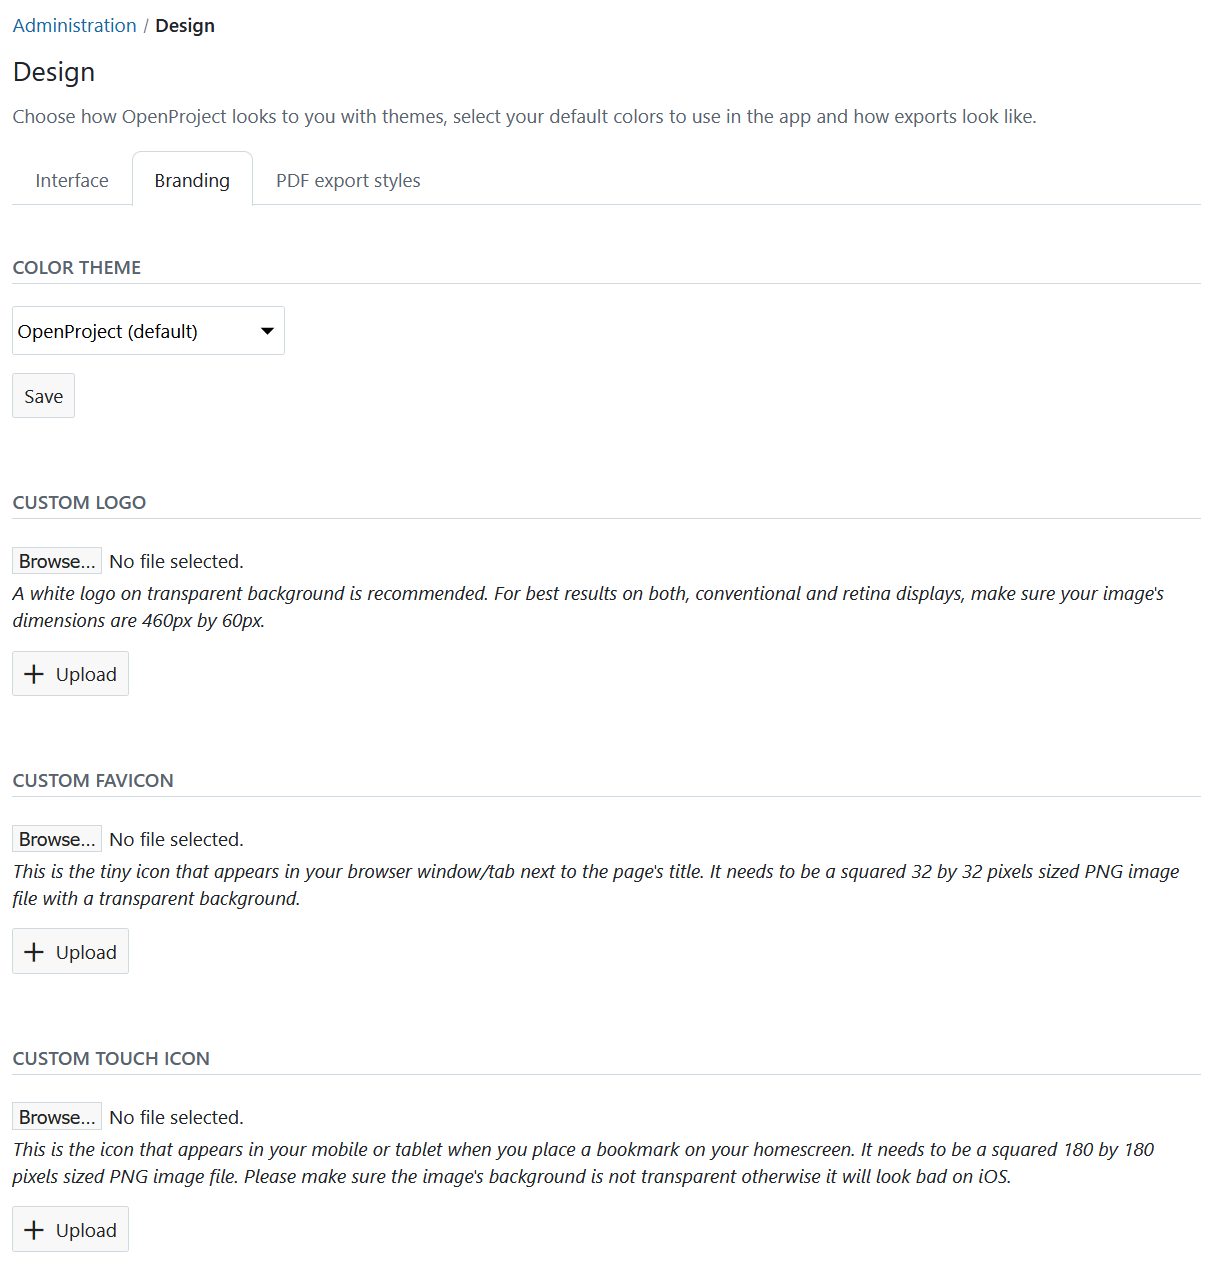 Administration / Design
Design
Choose how OpenProject looks to you with themes, select your default colors to use in the app and how exports look like.
Interface Branding PDF export styles
COLOR THEME
OpenProject (default)
Save
CUSTOM LOGO
Browse... No file selected.
A white logo on transparent background is recommended. For best results on both, conventional and retina displays, make sure your image's
dimensions are 460px by 60px.
Upload
CUSTOM FAVICON
Browse... No file selected.
This is the tiny icon that appears in your browser window/tab next to the page's title. It needs to be a squared 32 by 32 pixels sized PNG image
file with a transparent background.
Upload
CUSTOM TOUCH ICON
Browse... No file selected.
This is the icon that appears in your mobile or tablet when you place a bookmark on your homescreen. It needs to be a squared 180 by 180
pixels sized PNG image file. Please make sure the image's background is not transparent otherwise it will look bad on iOS.
Upload